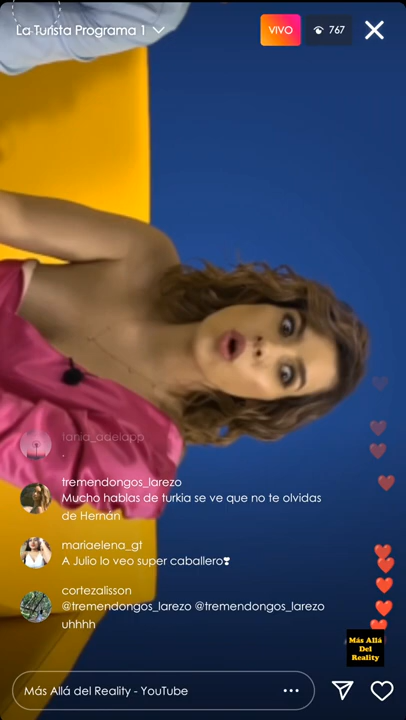 La Turista Programa 1
VIVO
767
tania_adelapp
.
tremendongos_larezo
Mucho hablas de turkia se ve que no te olvidas
de Hernán
mariaelena_gt
A Julio lo veo super caballero❣
cortezalisson
@tremendongos_larezo @tremendongos_larezo
uhhhh
Más Allá
Del
Reality
Más Allá del Reality - YouTube